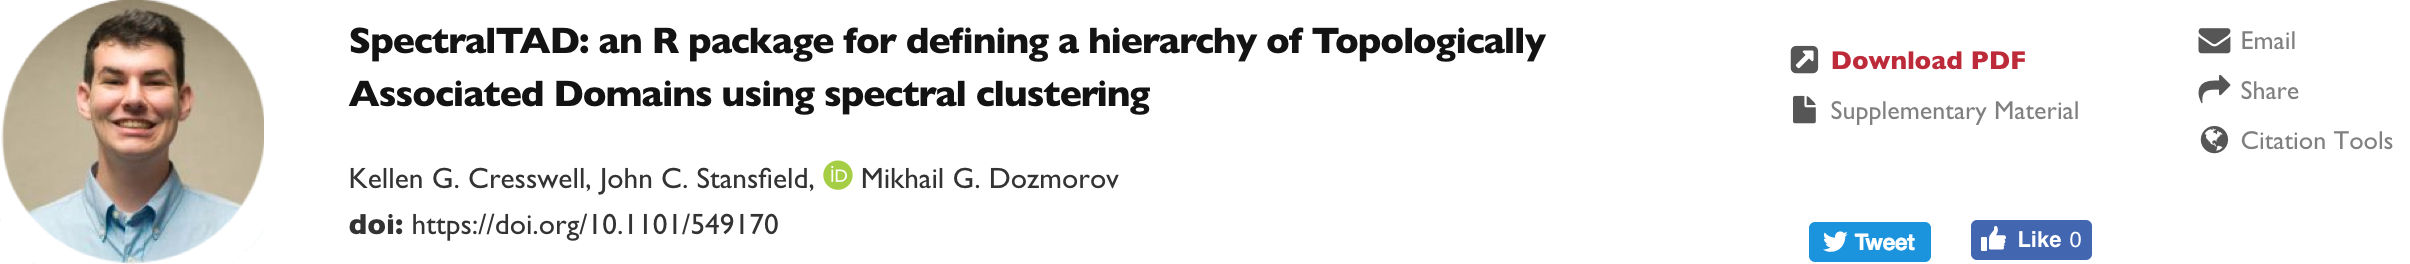 SpectralTAD: an R package for defining a hierarchy of Topologically
Associated Domains using spectral clustering
Kellen G. Cresswell, John C. Stansfield, iD Mikhail G. Dozmorov
doi: https://doi.org/10.1101/549170
Download PDF
Supplementary Material
Email
Share
Citation Tools
Tweet
Like 0